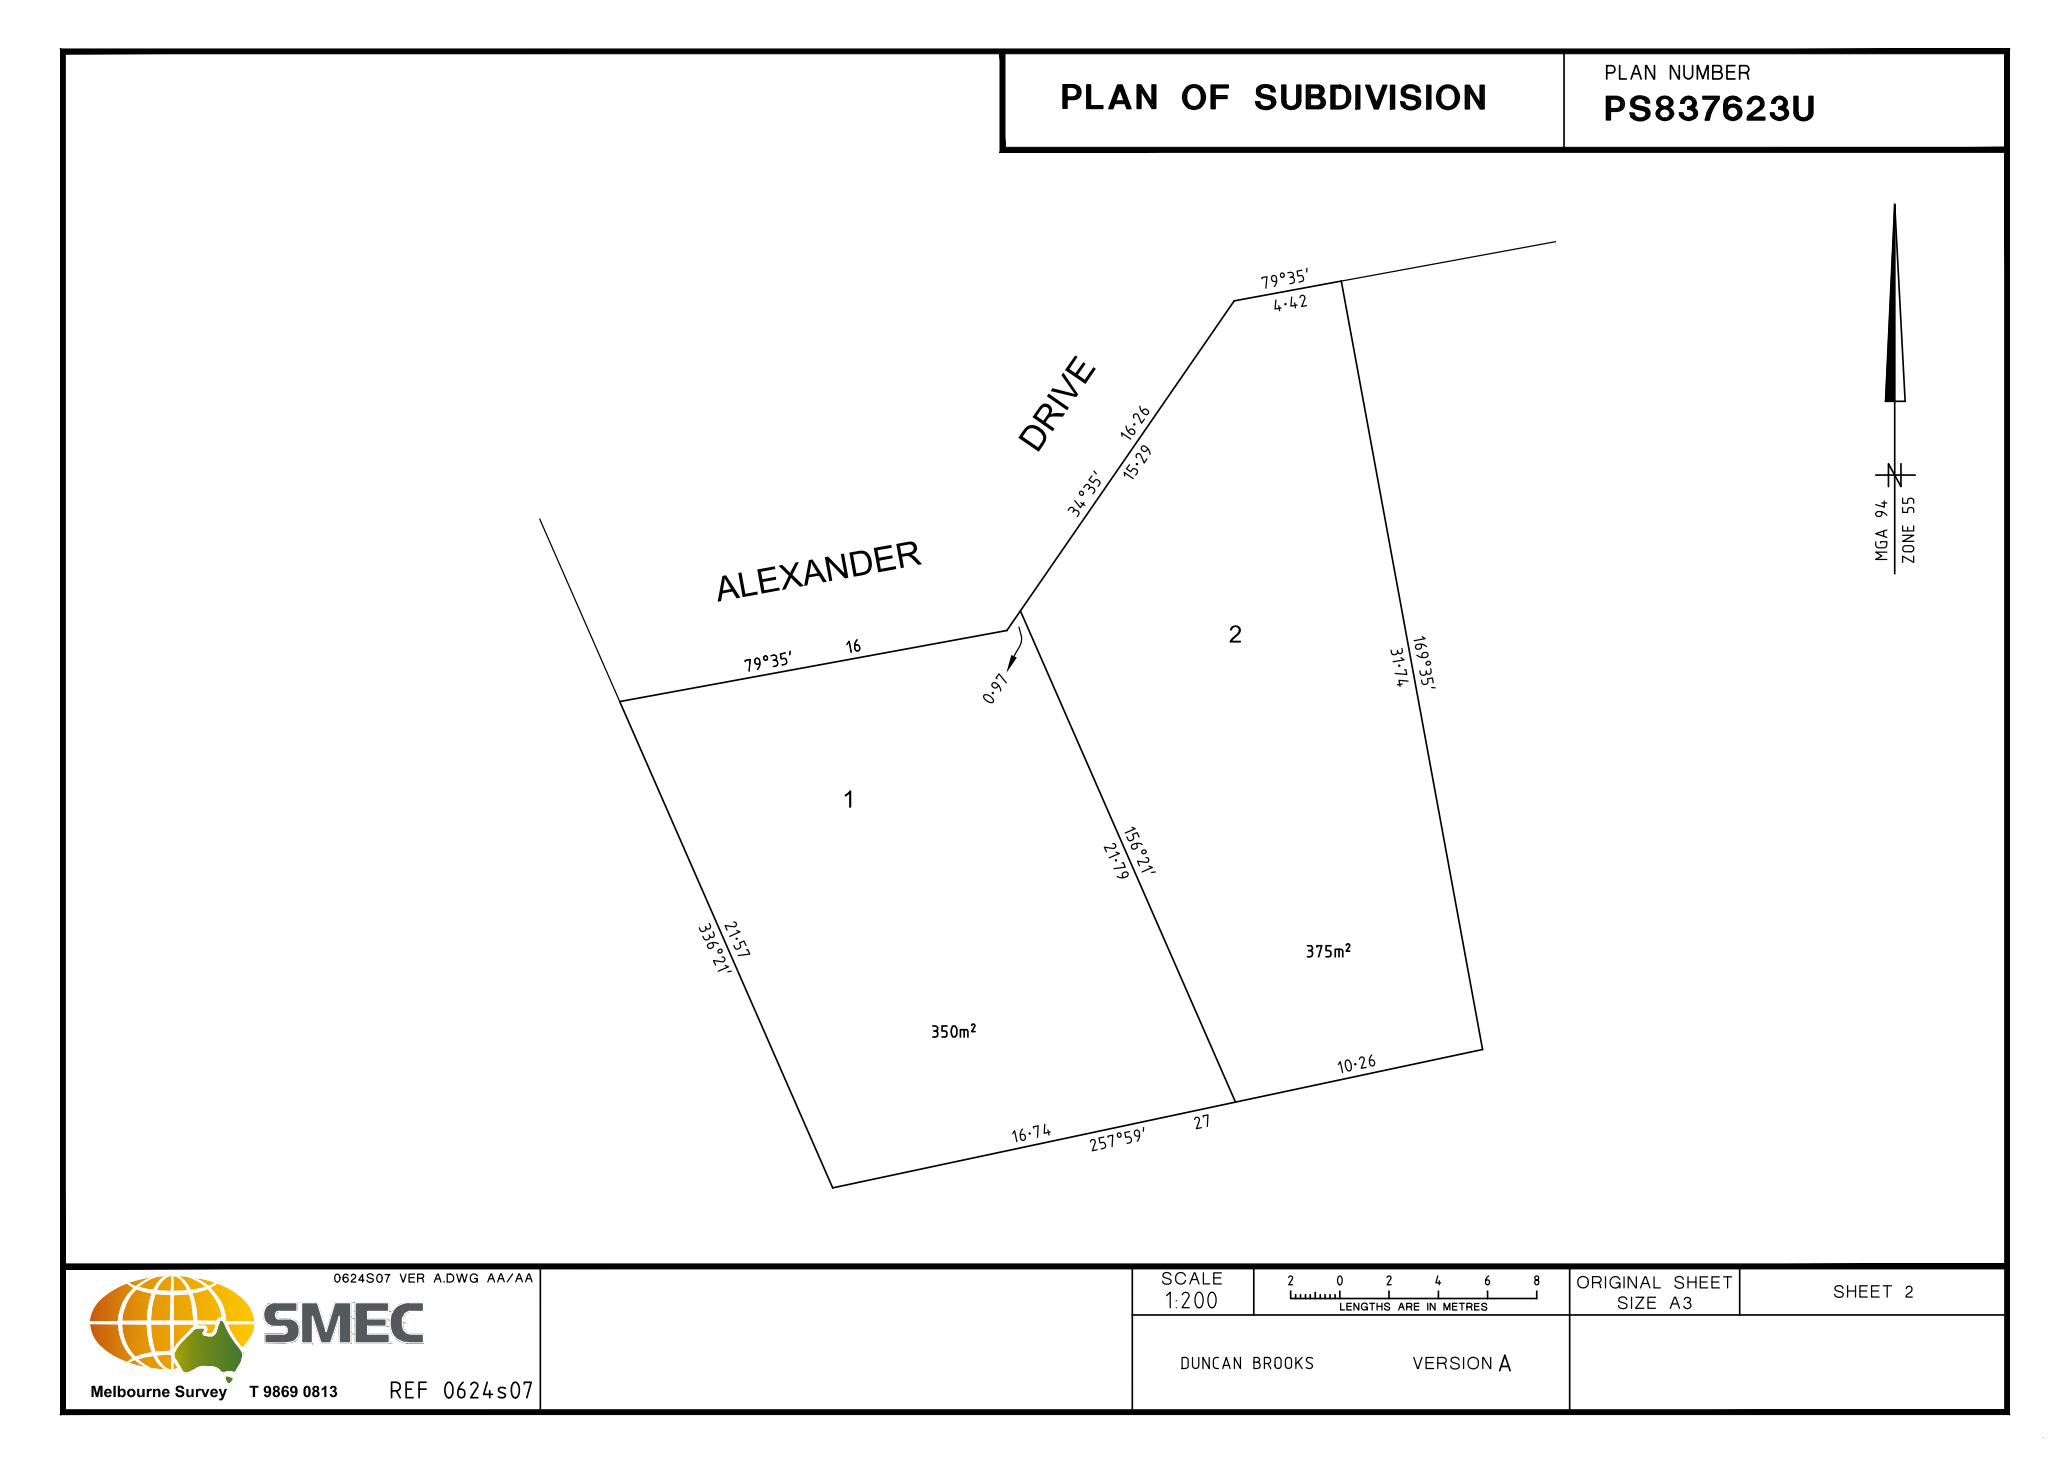 PLAN OF SUBDIVISION
PLAN NUMBER
PS837623U
79°35'
4·42
DRIVE
16·26
15·29
34°35'
MGA 94
ZONE 55
N
ALEXANDER
79°35'
16
0·97
2
169°35'
31·74
1
156°21'
21·79
21·57
336°21'
375m²
350m²
10·26
16·74
257°59'
27
0624S07 VER A.DWG AA/AA
SMEC
Melbourne Survey T 9869 0813
REF 0624s07
SCALE
1:200
2 0 2 4 6 8
LENGTHS ARE IN METRES
ORIGINAL SHEET
SIZE A3
SHEET 2
DUNCAN BROOKS
VERSION A